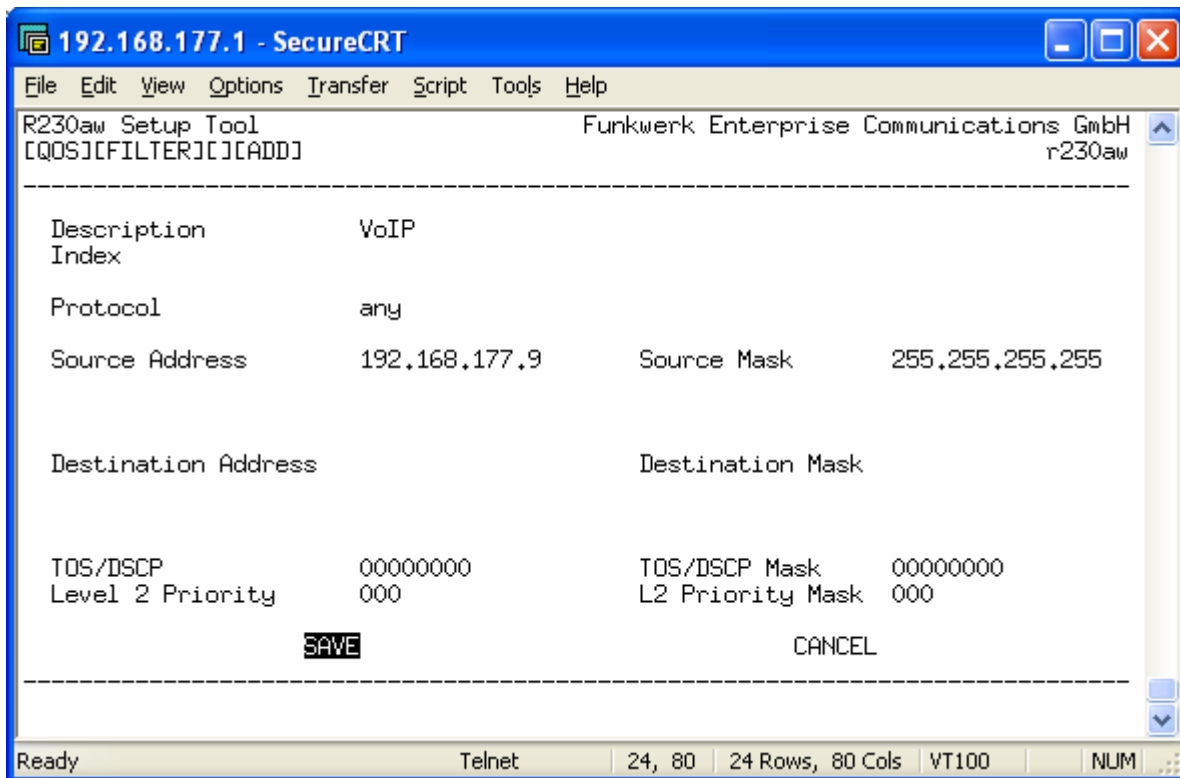 192.168.177.1 - SecureCRT
File Edit View Options Transfer Script Tools Help
R230aw Setup Tool Funkwerk Enterprise Communications GmbH
[QOS][FILTER][][ADD] r230aw
Description VoIP
Index
Protocol any
Source Address 192.168.177.9 Source Mask 255.255.255.255
Destination Address Destination Mask
TOS/DSCP 00000000 TOS/DSCP Mask 00000000
Level 2 Priority 000 L2 Priority Mask 000
SAVE CANCEL
Ready Telnet 24, 80 24 Rows, 80 Cols VT100 NUM